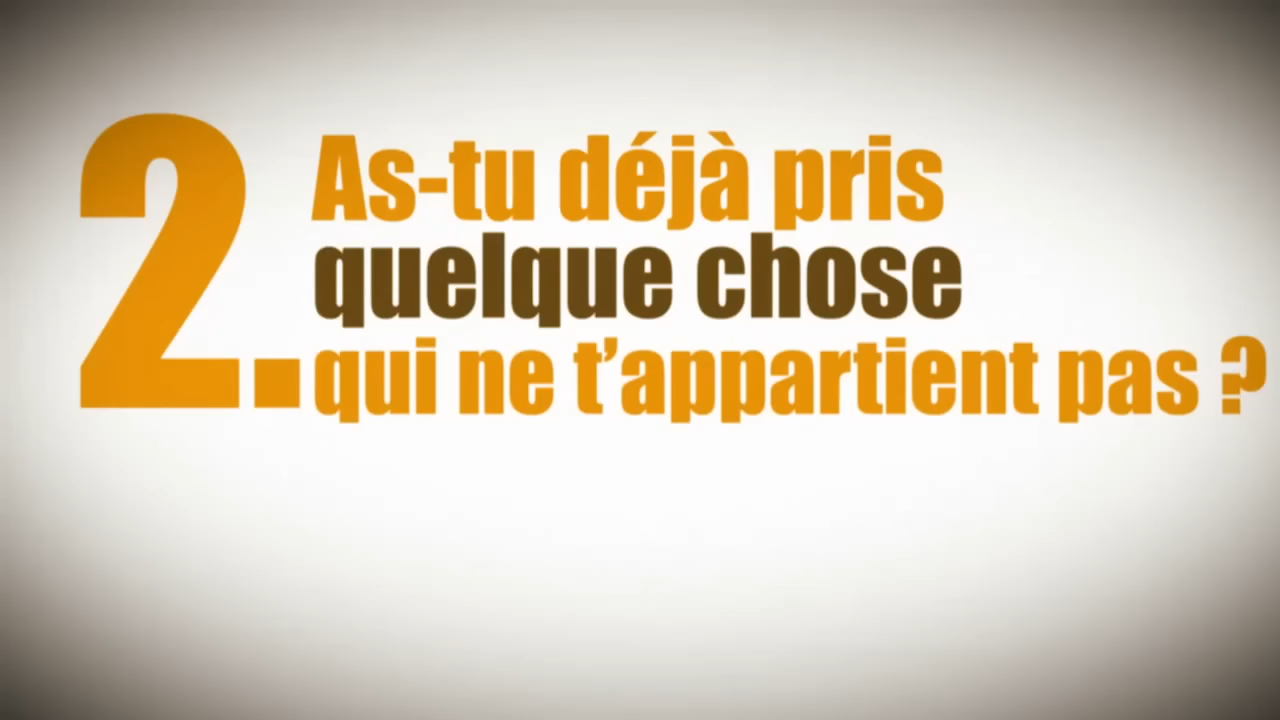 2. As-tu déjà pris
quelque chose
qui ne t’appartient pas ?